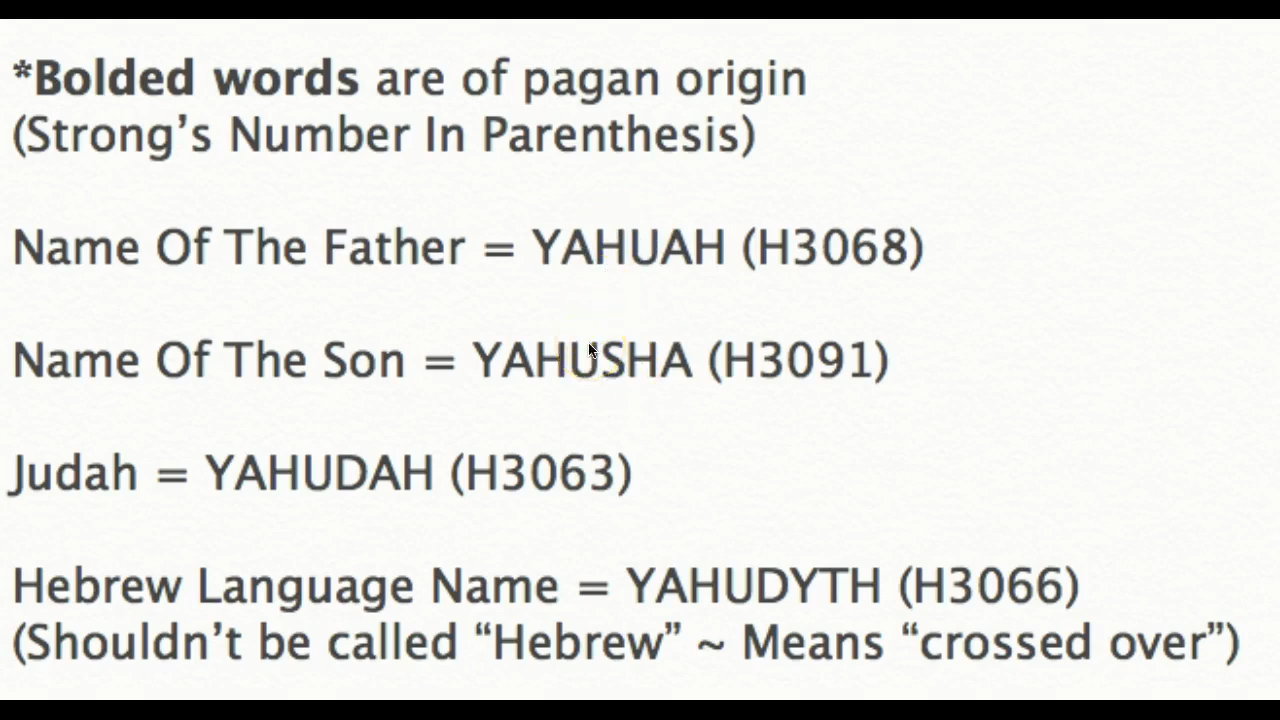 *Bolded words are of pagan origin
(Strong’s Number In Parenthesis)
Name Of The Father = YAHUAH (H3068)
Name Of The Son = YAHUSHA (H3091)
Judah = YAHUDAH (H3063)
Hebrew Language Name = YAHUDYTH (H3066)
(Shouldn’t be called “Hebrew” ~ Means “crossed over”)